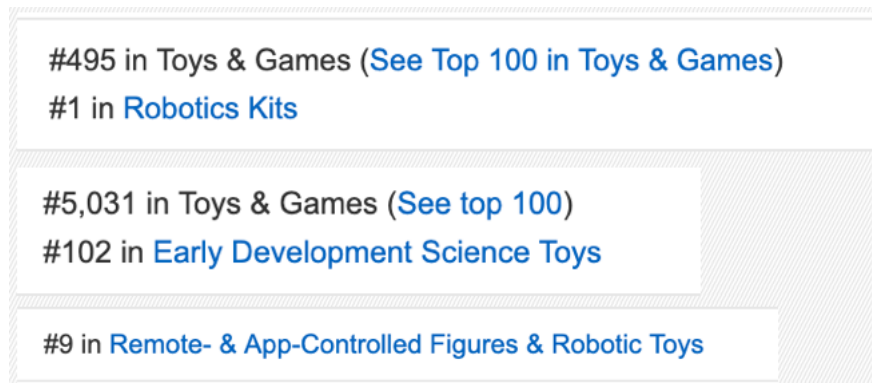 #495 in Toys & Games (See Top 100 in Toys & Games)
#1 in Robotics Kits
#5,031 in Toys & Games (See top 100)
#102 in Early Development Science Toys
#9 in Remote- & App-Controlled Figures & Robotic Toys